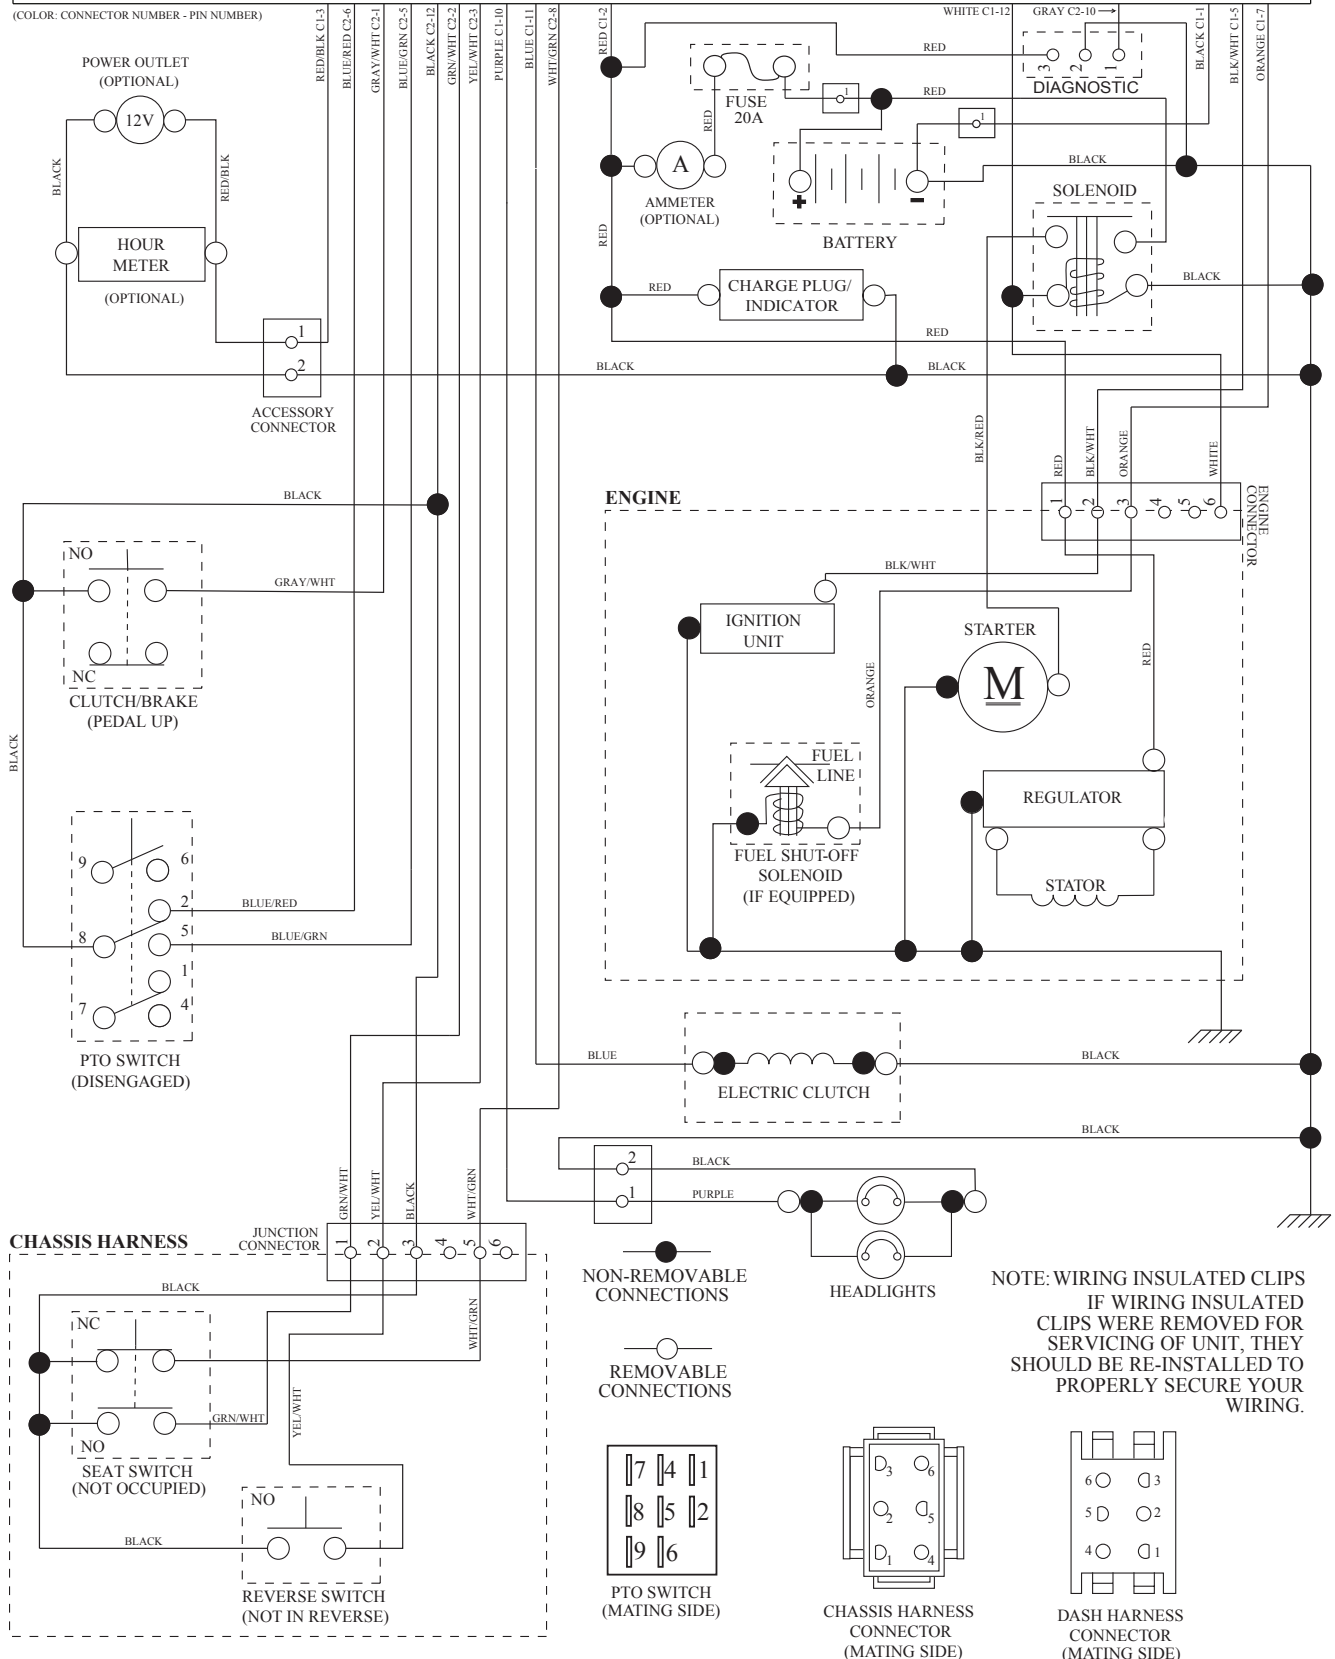 (COLOR: CONNECTOR NUMBER - PIN NUMBER)
RED/BLK C1-3
BLUE/RED C2-6
GRAY/WHT C2-1
BLUE/GRN C2-5
BLACK C2-12
GRN/WHT C2-2
YEL/WHT C2-3
PURPLE C1-10
BLUE C1-11
WHT/GRN C2-8
RED C1-2
WHITE C1-12
GRAY C2-10
BLACK C1-1
BLK/WHT C1-5
ORANGE C1-7
POWER OUTLET
(OPTIONAL)
12V
BLACK
RED/BLK
HOUR
METER
(OPTIONAL)
1
2
ACCESSORY
CONNECTOR
RED
FUSE
20A
RED
1
RED
3
2
1
DIAGNOSTIC
1
A
AMMETER
(OPTIONAL)
+
-
BATTERY
BLACK
SOLENOID
BLACK
RED
RED
CHARGE PLUG/
INDICATOR
RED
BLACK
BLACK
BLK/RED
RED
BLK/WHT
ORANGE
WHITE
ENGINE
1
2
3
4
5
6
ENGINE
CONNECTOR
BLK/WHT
IGNITION
UNIT
STARTER
M
ORANGE
RED
FUEL
LINE
FUEL SHUT-OFF
SOLENOID
(IF EQUIPPED)
REGULATOR
STATOR
BLACK
NO
GRAY/WHT
NC
CLUTCH/BRAKE
(PEDAL UP)
BLACK
9
6
2
BLUE/RED
8
5
BLUE/GRN
1
7
4
PTO SWITCH
(DISENGAGED)
BLUE
ELECTRIC CLUTCH
BLACK
BLACK
2
BLACK
1
PURPLE
HEADLIGHTS
GRN/WHT
YEL/WHT
BLACK
WHT/GRN
CHASSIS HARNESS
JUNCTION
CONNECTOR
1
2
3
4
5
6
BLACK
WHT/GRN
NC
GRN/WHT
YEL/WHT
NO
SEAT SWITCH
(NOT OCCUPIED)
NO
BLACK
REVERSE SWITCH
(NOT IN REVERSE)
NON-REMOVABLE
CONNECTIONS
REMOVABLE
CONNECTIONS
NOTE: WIRING INSULATED CLIPS
IF WIRING INSULATED
CLIPS WERE REMOVED FOR
SERVICING OF UNIT, THEY
SHOULD BE RE-INSTALLED TO
PROPERLY SECURE YOUR
WIRING.
7 4 1
8 5 2
9 6
PTO SWITCH
(MATING SIDE)
3 6
2 5
1 4
CHASSIS HARNESS
CONNECTOR
(MATING SIDE)
6 3
5 2
4 1
DASH HARNESS
CONNECTOR
(MATING SIDE)